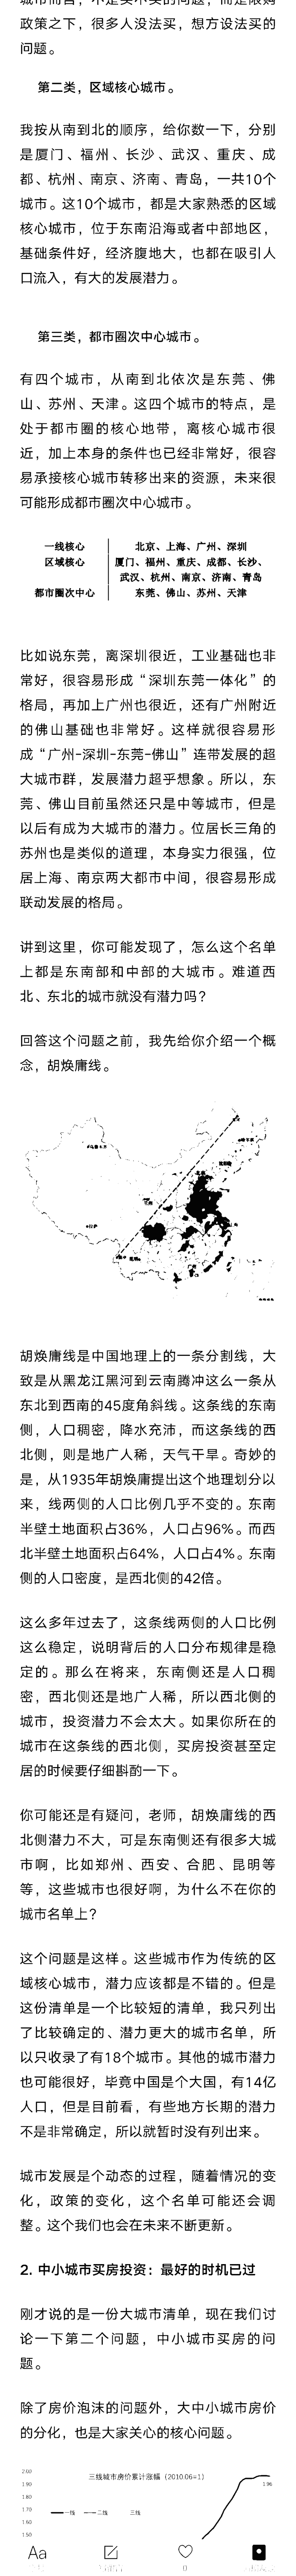 政策之下，很多人没法买，想方设法买的
问题。
第二类，区域核心城市。
我按从南到北的顺序，给你数一下，分别
是厦门、福州、长沙、武汉、重庆、成
都、杭州、南京、济南、青岛，一共10个
城市。这10个城市，都是大家熟悉的区域
核心城市，位于东南沿海或者中部地区，
基础条件好，经济腹地大，也都在吸引人
口流入，有大的发展潜力。
第三类，都市圈次中心城市。
有四个城市，从南到北依次是东莞、佛
山、苏州、天津。这四个城市的特点，是
处于都市圈的核心地带，离核心城市很
近，加上本身的条件也已经非常好，很容
易承接核心城市转移出来的资源，未来很
可能形成都市圈次中心城市。
一线核心 北京、上海、广州、深圳
区域核心 厦门、福州、重庆、成都、长沙、
武汉、杭州、南京、济南、青岛
都市圈次中心 东莞、佛山、苏州、天津
比如说东莞，离深圳很近，工业基础也非
常好，很容易形成“深圳东莞一体化”的
格局，再加上广州也很近，还有广州附近
的佛山基础也非常好。这样就很容易形
成“广州-深圳-东莞-佛山”连带发展的超
大城市群，发展潜力超乎想象。所以，东
莞、佛山目前虽然还只是中等城市，但是
以后有成为大城市的潜力。位居长三角的
苏州也是类似的道理，本身实力很强，位
居上海、南京两大都市中间，很容易形成
联动发展的格局。
讲到这里，你可能发现了，怎么这个名单
上都是东南部和中部的大城市。难道西
北、东北的城市就没有潜力吗？
回答这个问题之前，我先给你介绍一个概
念，胡焕庸线。
胡焕庸线是中国地理上的一条分割线，大
致是从黑龙江黑河到云南腾冲这么一条从
东北到西南的45度角斜线。这条线的东南
侧，人口稠密，降水充沛，而这条线的西
北侧，则是地广人稀，天气干旱。奇妙的
是，从1935年胡焕庸提出这个地理划分以
来，线两侧的人口比例几乎不变的。东南
半壁土地面积占36%，人口占96%。而西
北半壁土地面积占64%，人口占4%。东南
侧的人口密度，是西北侧的42倍。
这么多年过去了，这条线两侧的人口比例
这么稳定，说明背后的人口分布规律是稳
定的。那么在将来，东南侧还是人口稠
密，西北侧还是地广人稀，所以西北侧的
城市，投资潜力不会太大。如果你所在的
城市在这条线的西北侧，买房投资甚至定
居的时候要仔细斟酌一下。
你可能还是有疑问，老师，胡焕庸线的西
北侧潜力不大，可是东南侧还有很多大城
市啊，比如郑州、西安、合肥、昆明等
等，这些城市也很好啊，为什么不在你的
城市名单上？
这个问题是这样。这些城市作为传统的区
域核心城市，潜力应该都是不错的。但是
这份清单是一个比较短的清单，我只列出
了比较确定的、潜力更大的城市名单，所
以只收录了有18个城市。其他的城市潜力
也可能很好，毕竟中国是个大国，有14亿
人口，但是目前看，有些地方长期的潜力
不是非常确定，所以就暂时没有列出来。
城市发展是个动态的过程，随着情况的变
化，政策的变化，这个名单可能还会调
整。这个我们也会在未来不断更新。
2. 中小城市买房投资：最好的时机已过
刚才说的是一份大城市清单，现在我们讨
论一下第二个问题，中小城市买房的问
题。
除了房价泡沫的问题外，大中小城市房价
的分化，也是大家关心的核心问题。
三线城市房价累计涨幅（2010.06=1）
2.00
1.90
1.80
1.70
1.60
1.50
一线 二线 三线
1.96
Aa
0